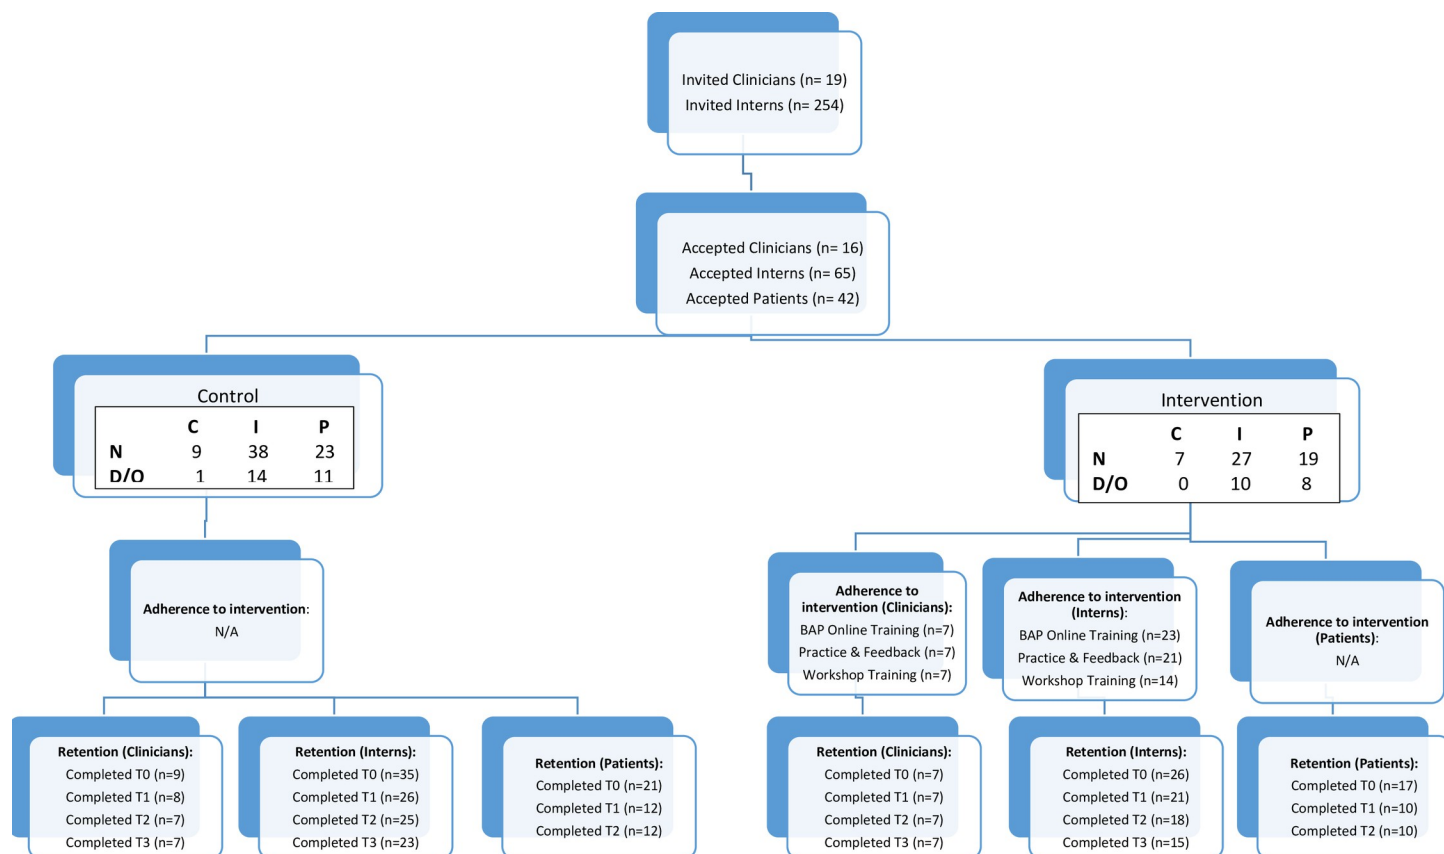 Invited Clinicians (n= 19)
Invited Interns (n= 254)
Accepted Clinicians (n= 16)
Accepted Interns (n= 65)
Accepted Patients (n= 42)
Control
C I P
N 9 38 23
D/O 1 14 11
Intervention
C I P
N 7 27 19
D/O 0 10 8
Adherence to intervention:
N/A
Adherence to
intervention (Clinicians):
BAP Online Training (n=7)
Practice & Feedback (n=7)
Workshop Training (n=7)
Adherence to intervention
(Interns):
BAP Online Training (n=23)
Practice & Feedback (n=21)
Workshop Training (n=14)
Adherence to intervention
(Patients):
N/A
Retention (Clinicians):
Completed T0 (n=9)
Completed T1 (n=8)
Completed T2 (n=7)
Completed T3 (n=7)
Retention (Interns):
Completed T0 (n=35)
Completed T1 (n=26)
Completed T2 (n=25)
Completed T3 (n=23)
Retention (Patients):
Completed T0 (n=21)
Completed T1 (n=12)
Completed T2 (n=12)
Retention (Clinicians):
Completed T0 (n=7)
Completed T1 (n=7)
Completed T2 (n=7)
Completed T3 (n=7)
Retention (Interns):
Completed T0 (n=26)
Completed T1 (n=21)
Completed T2 (n=18)
Completed T3 (n=15)
Retention (Patients):
Completed T0 (n=17)
Completed T1 (n=10)
Completed T2 (n=10)